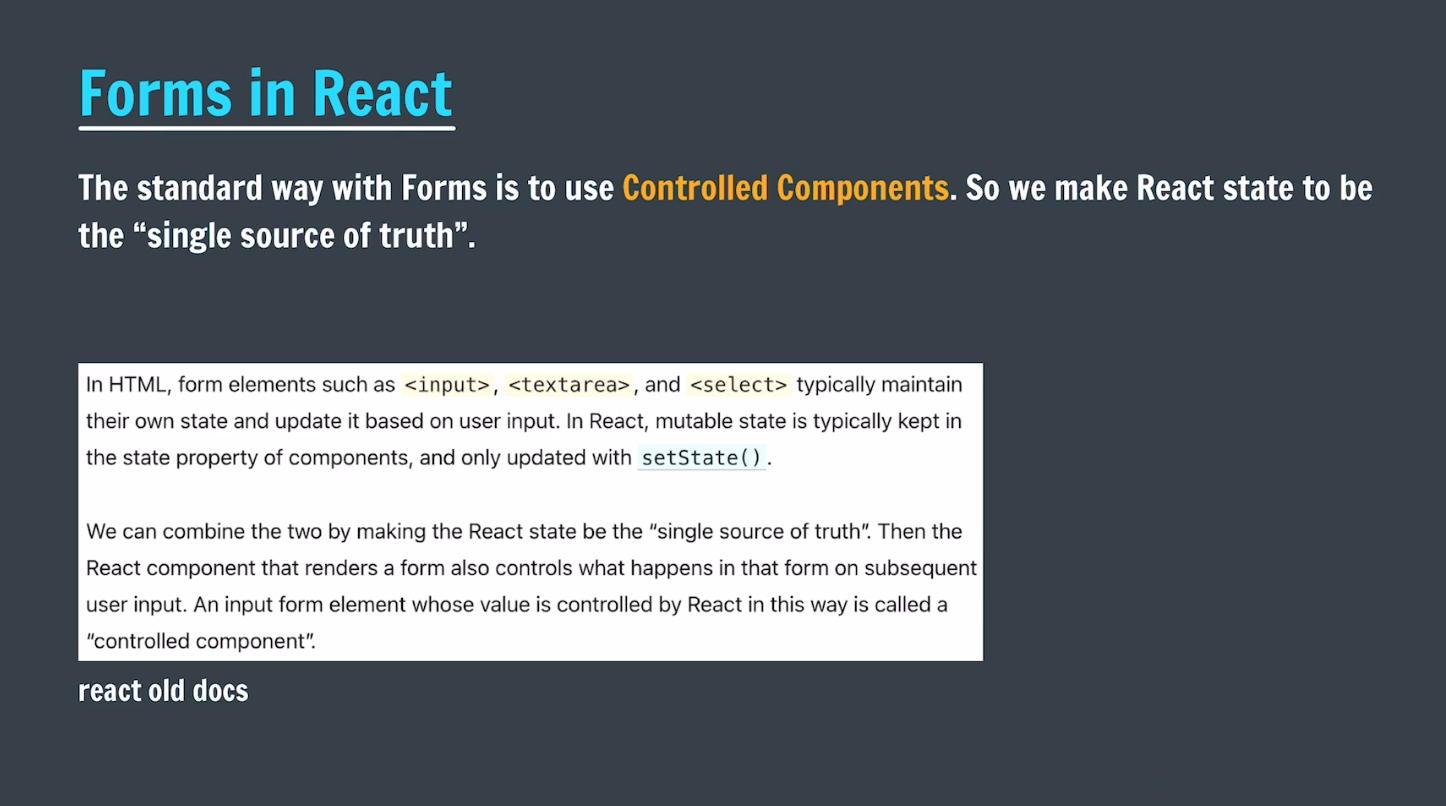 Forms in React
The standard way with Forms is to use Controlled Components. So we make React state to be
the “single source of truth”.
In HTML, form elements such as <input>, <textarea>, and <select> typically maintain
their own state and update it based on user input. In React, mutable state is typically kept in
the state property of components, and only updated with setState().
We can combine the two by making the React state be the “single source of truth”. Then the
React component that renders a form also controls what happens in that form on subsequent
user input. An input form element whose value is controlled by React in this way is called a
“controlled component”.
react old docs